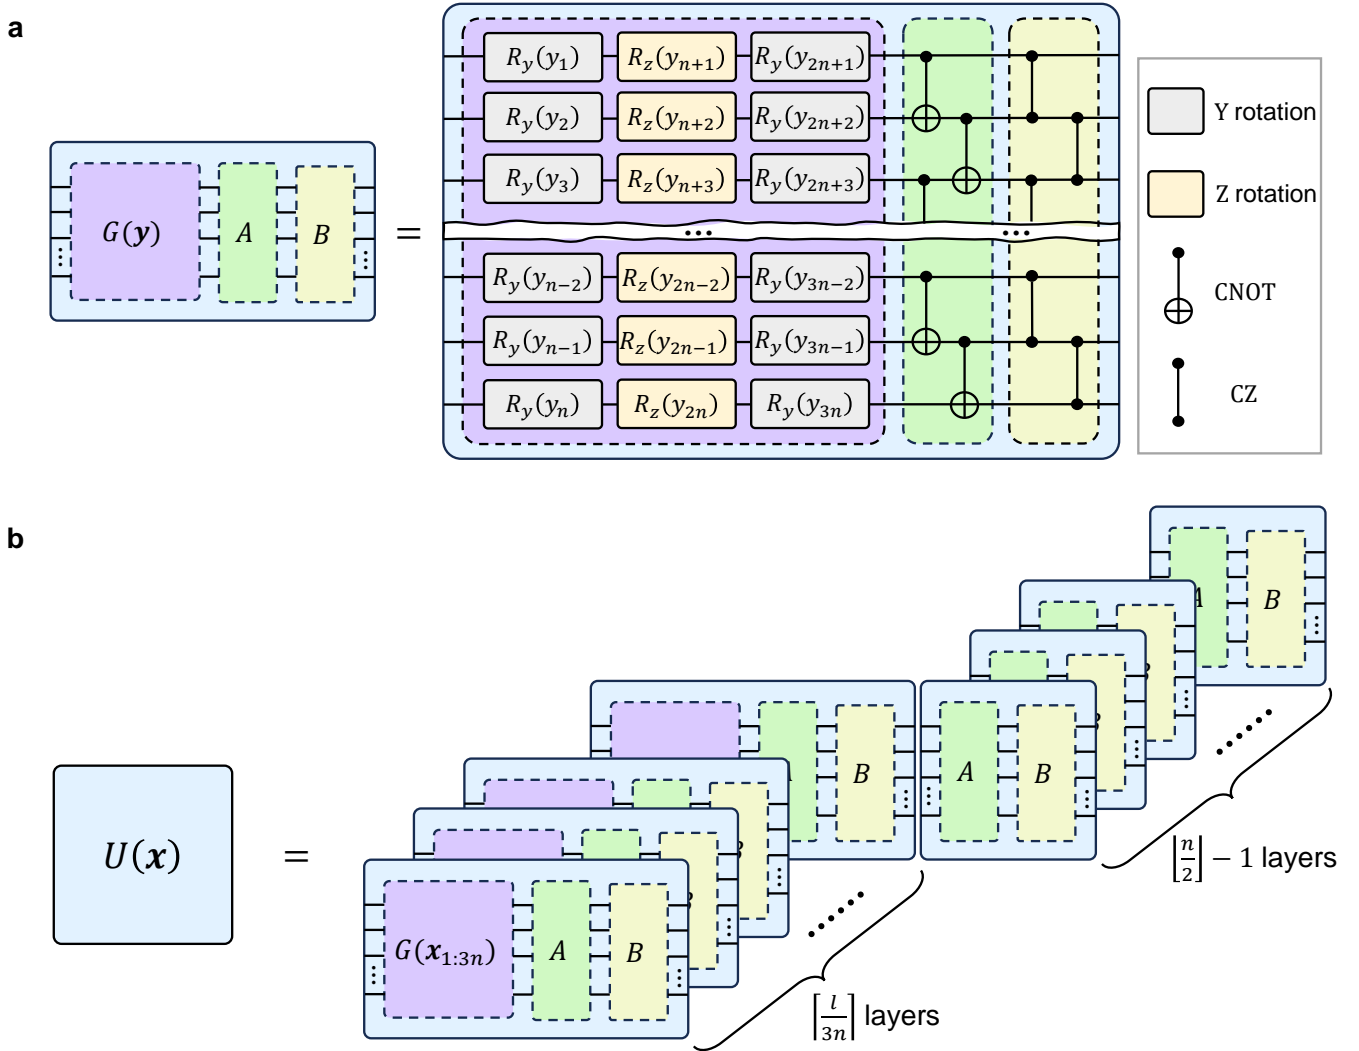 a
G(y) A B
=
R_y(y_1) R_z(y_{n+1}) R_y(y_{2n+1})
R_y(y_2) R_z(y_{n+2}) R_y(y_{2n+2})
R_y(y_3) R_z(y_{n+3}) R_y(y_{2n+3})
... ...
R_y(y_{n−2}) R_z(y_{2n−2}) R_y(y_{3n−2})
R_y(y_{n−1}) R_z(y_{2n−1}) R_y(y_{3n−1})
R_y(y_n) R_z(y_{2n}) R_y(y_{3n})
Y rotation
Z rotation
CNOT
CZ
b
U(x)
=
G(x_{1:3n}) A B
B
A B
A B
⌈l/3n⌉ layers
⌊n/2⌋ − 1 layers